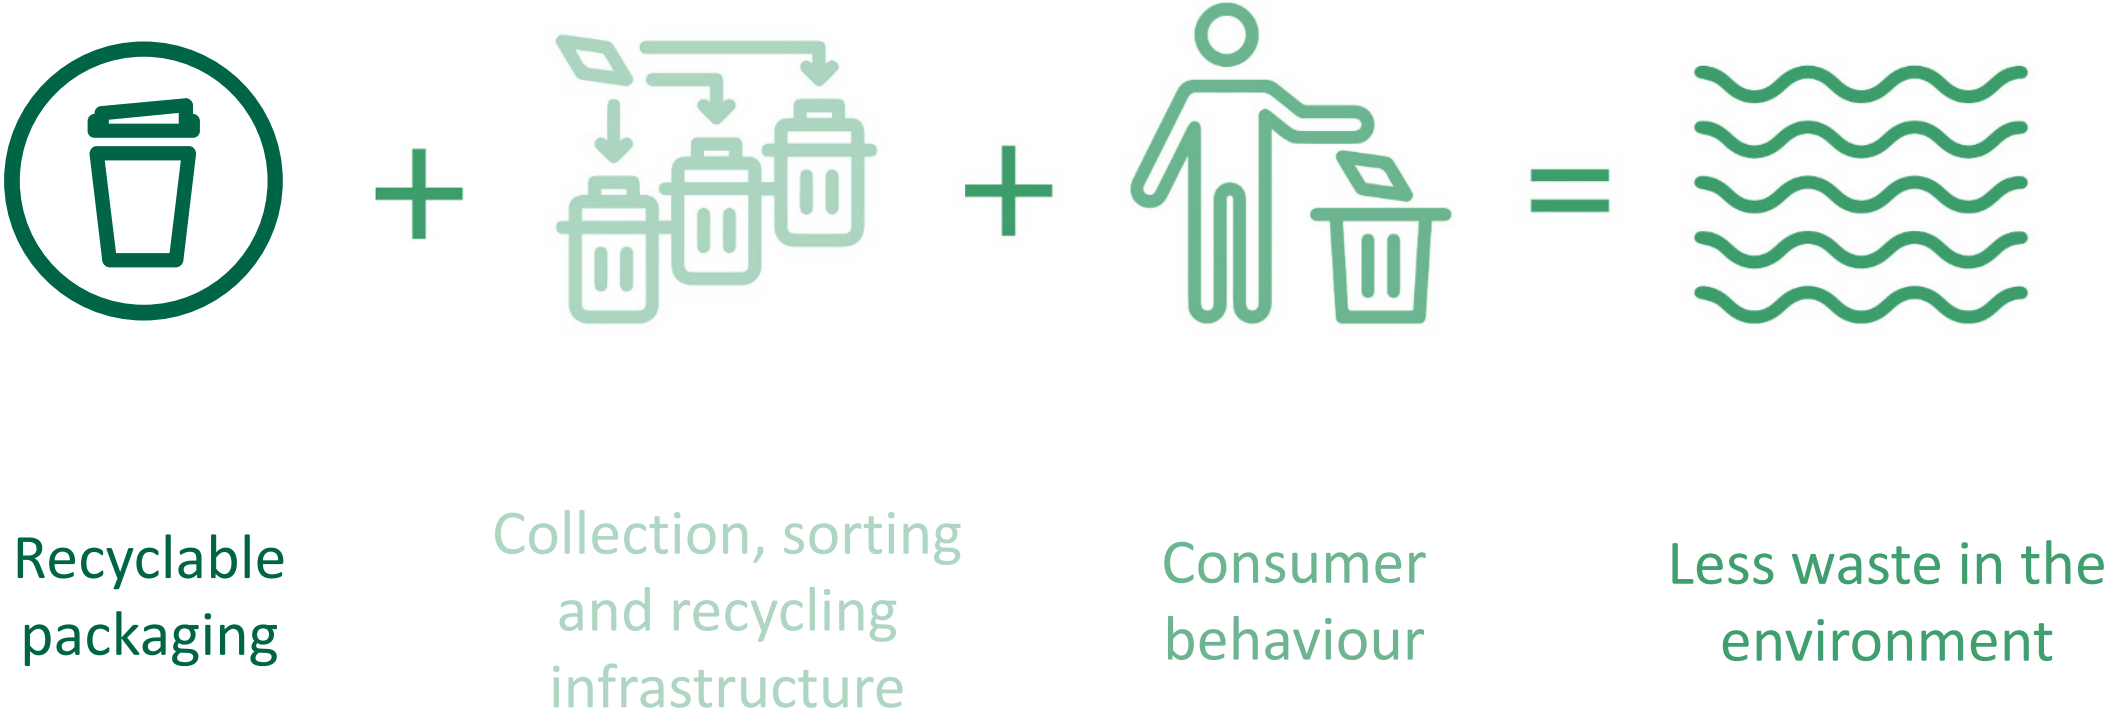 Recyclable
packaging
Collection, sorting
and recycling
infrastructure
Consumer
behaviour
Less waste in the
environment